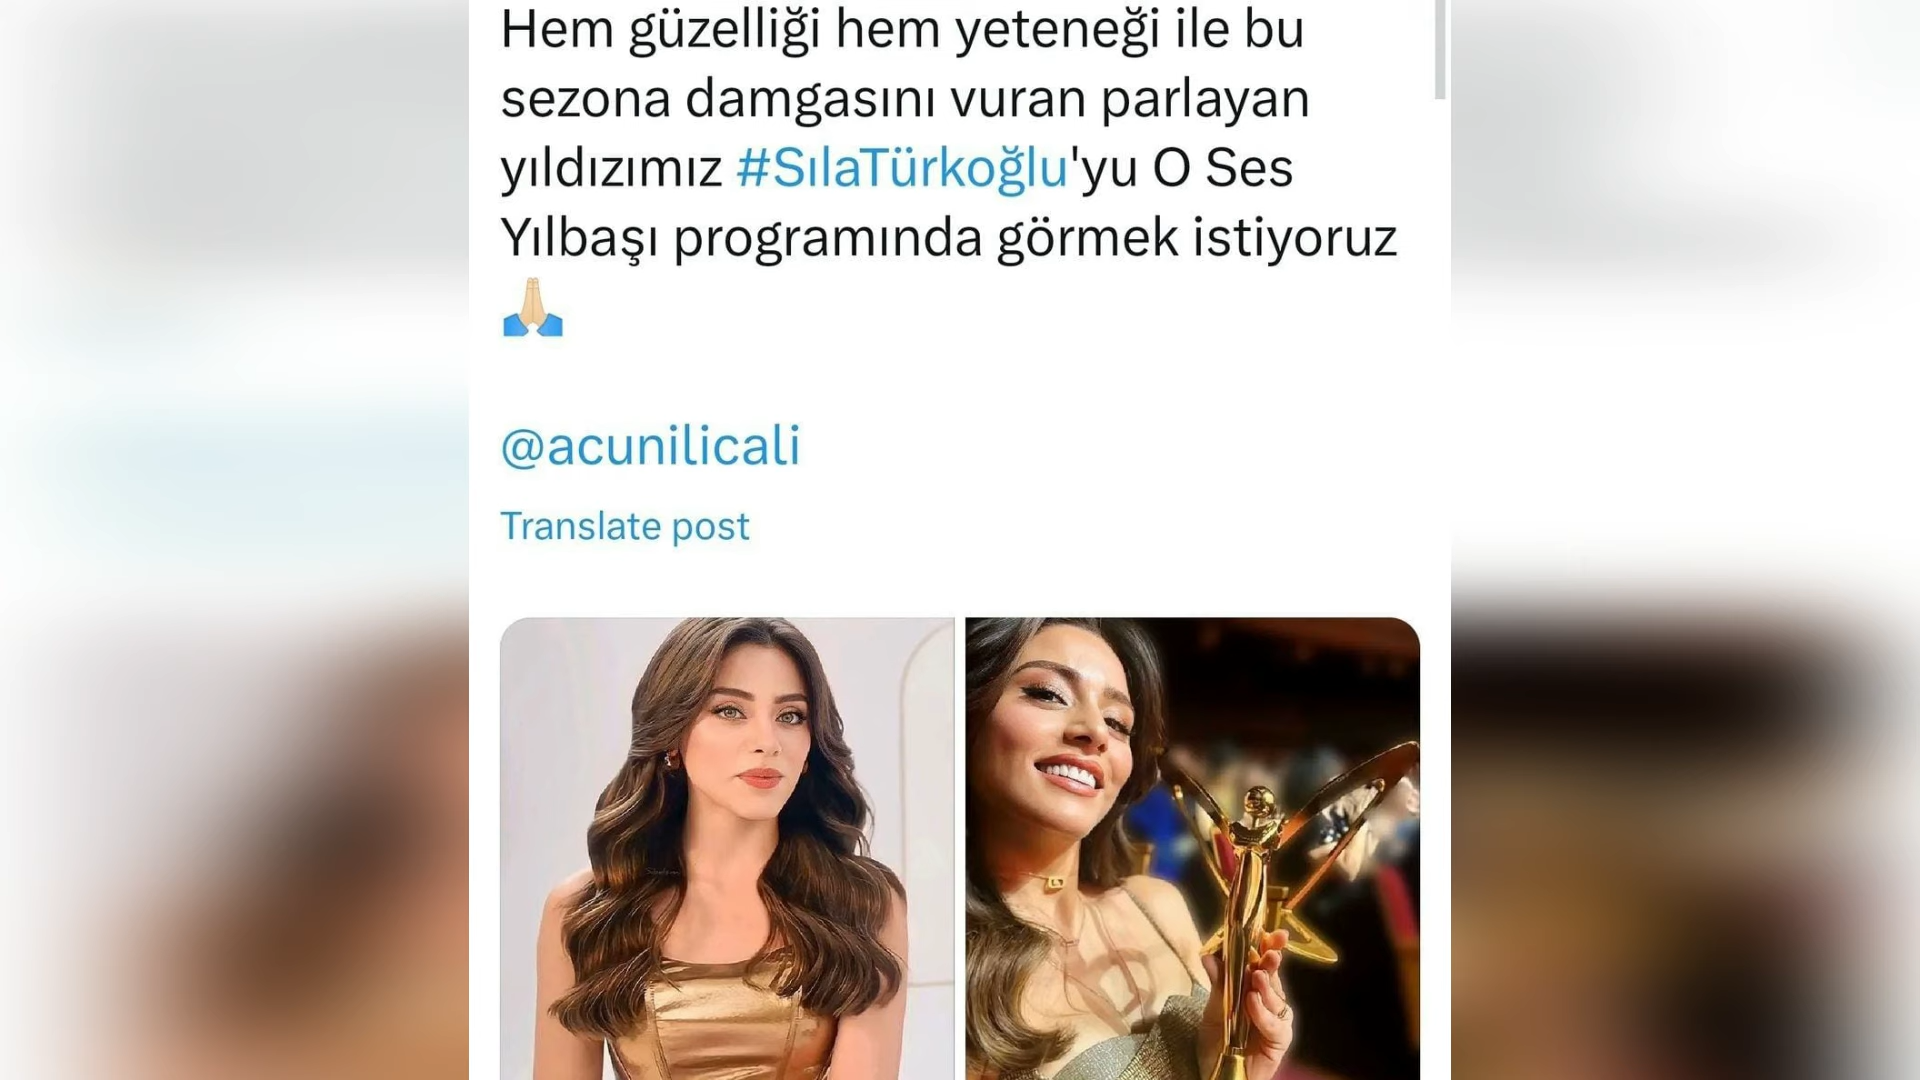 Hem güzelliği hem yeteneği ile bu
sezona damgasını vuran parlayan
yıldızımız #SılaTürkoğlu'yu O Ses
Yılbaşı programında görmek istiyoruz
🙏🏼
@acunilicali
Translate post